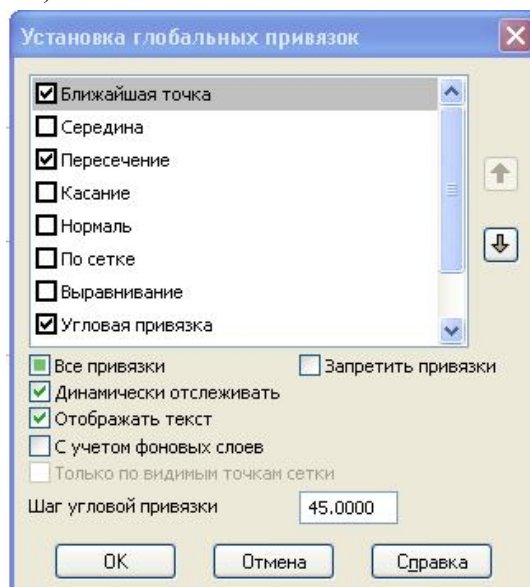 Установка глобальных привязок
Ближайшая точка
Середина
Пересечение
Касание
Нормаль
По сетке
Выравнивание
Угловая привязка
Все привязки Запретить привязки
Динамически отслеживать
Отображать текст
С учетом фоновых слоев
Только по видимым точкам сетки
Шаг угловой привязки 45.0000
OK Отмена Справка